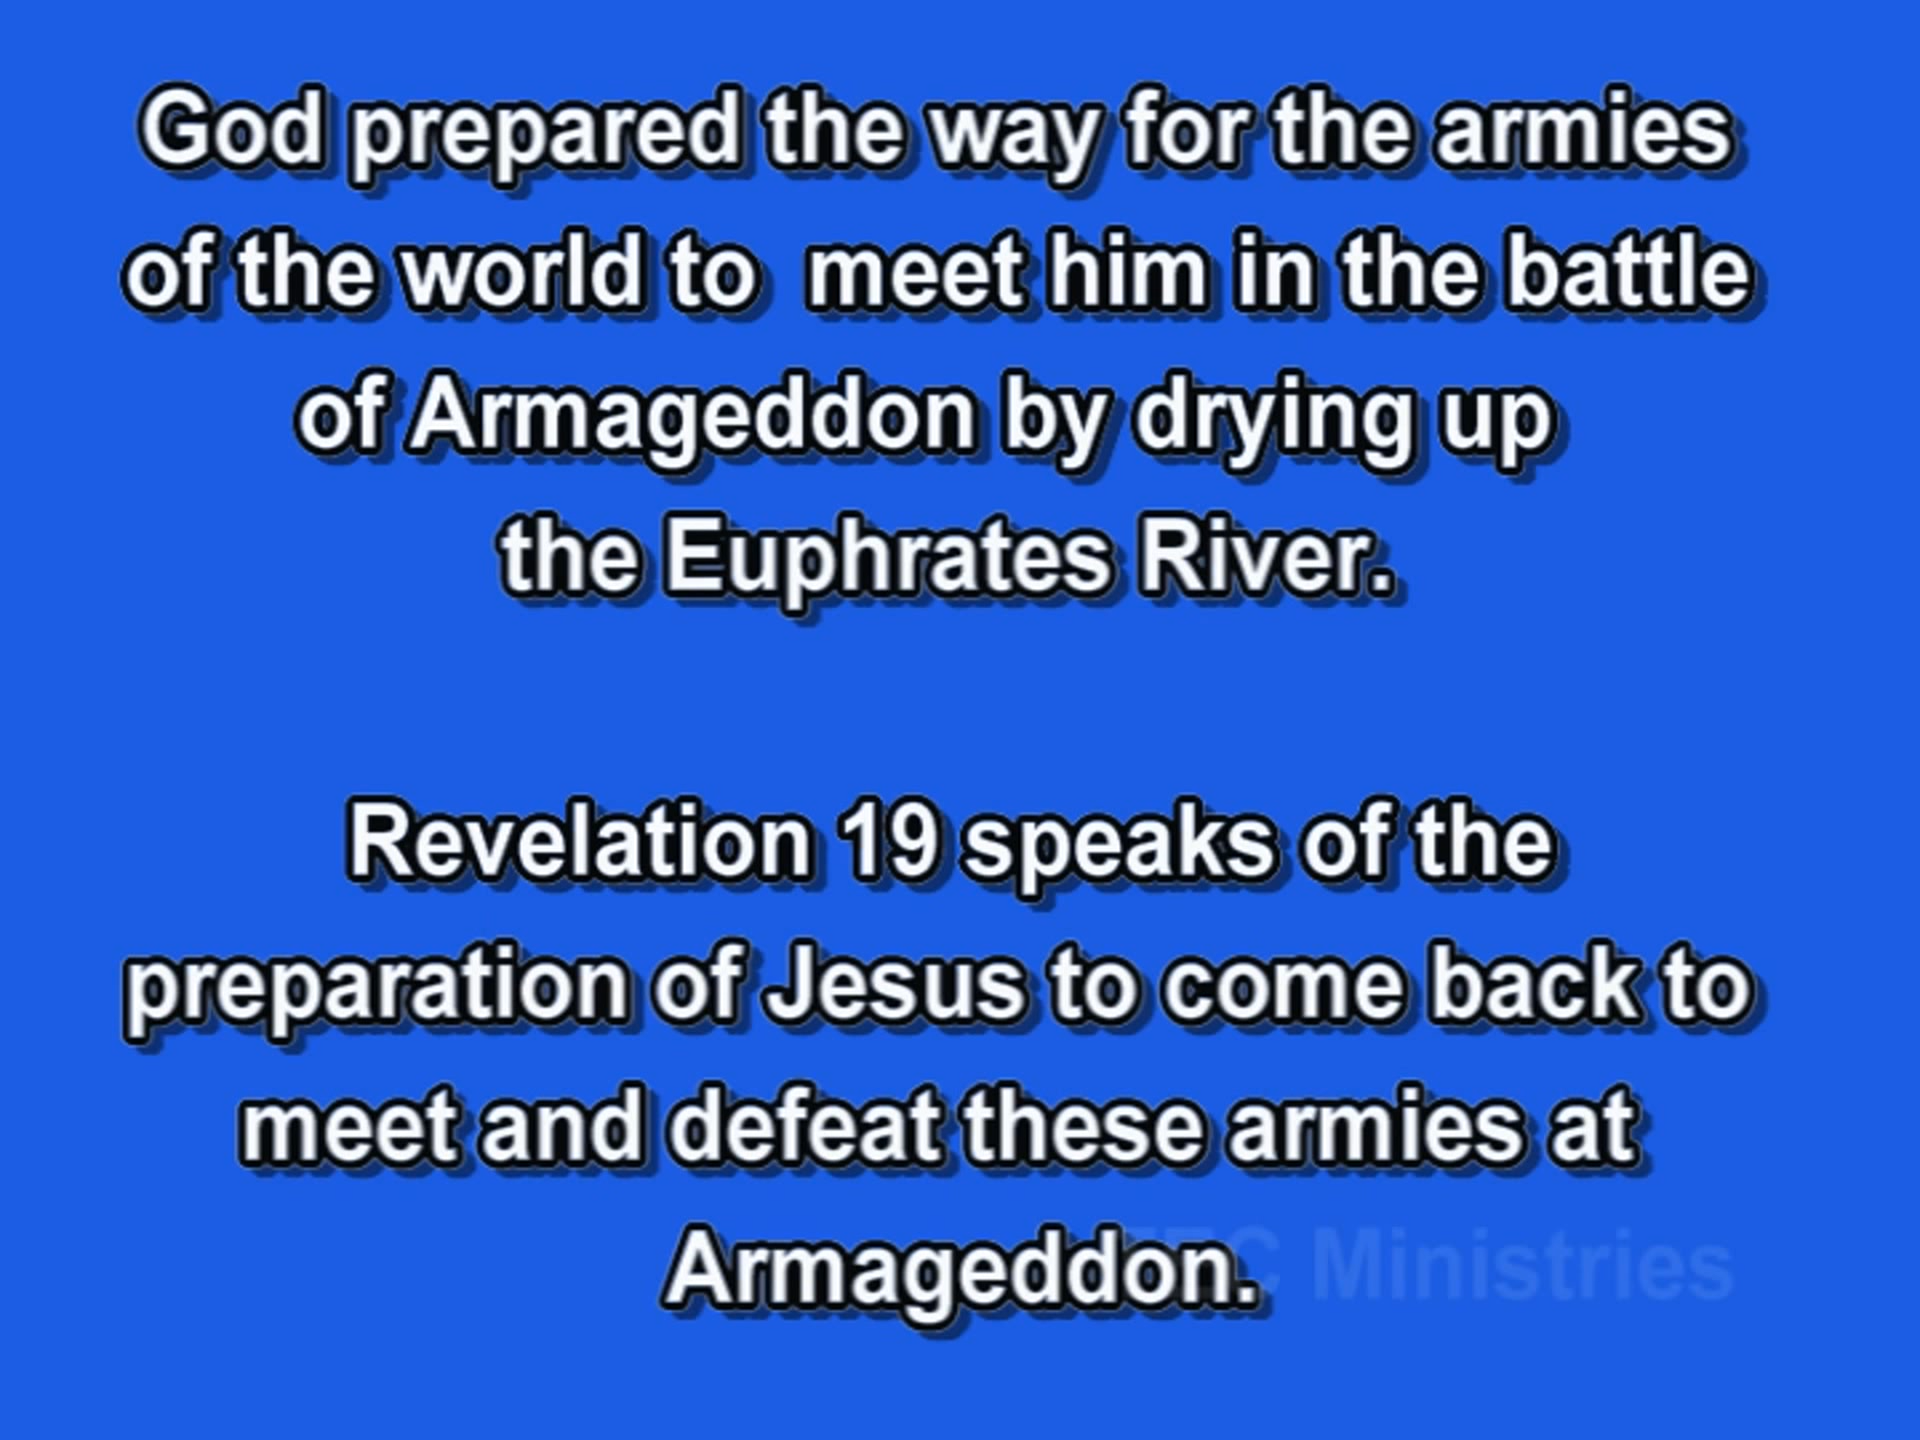 God prepared the way for the armies
of the world to  meet him in the battle
of Armageddon by drying up
the Euphrates River.
Revelation 19 speaks of the
preparation of Jesus to come back to
meet and defeat these armies at
Armageddon.
Ministries